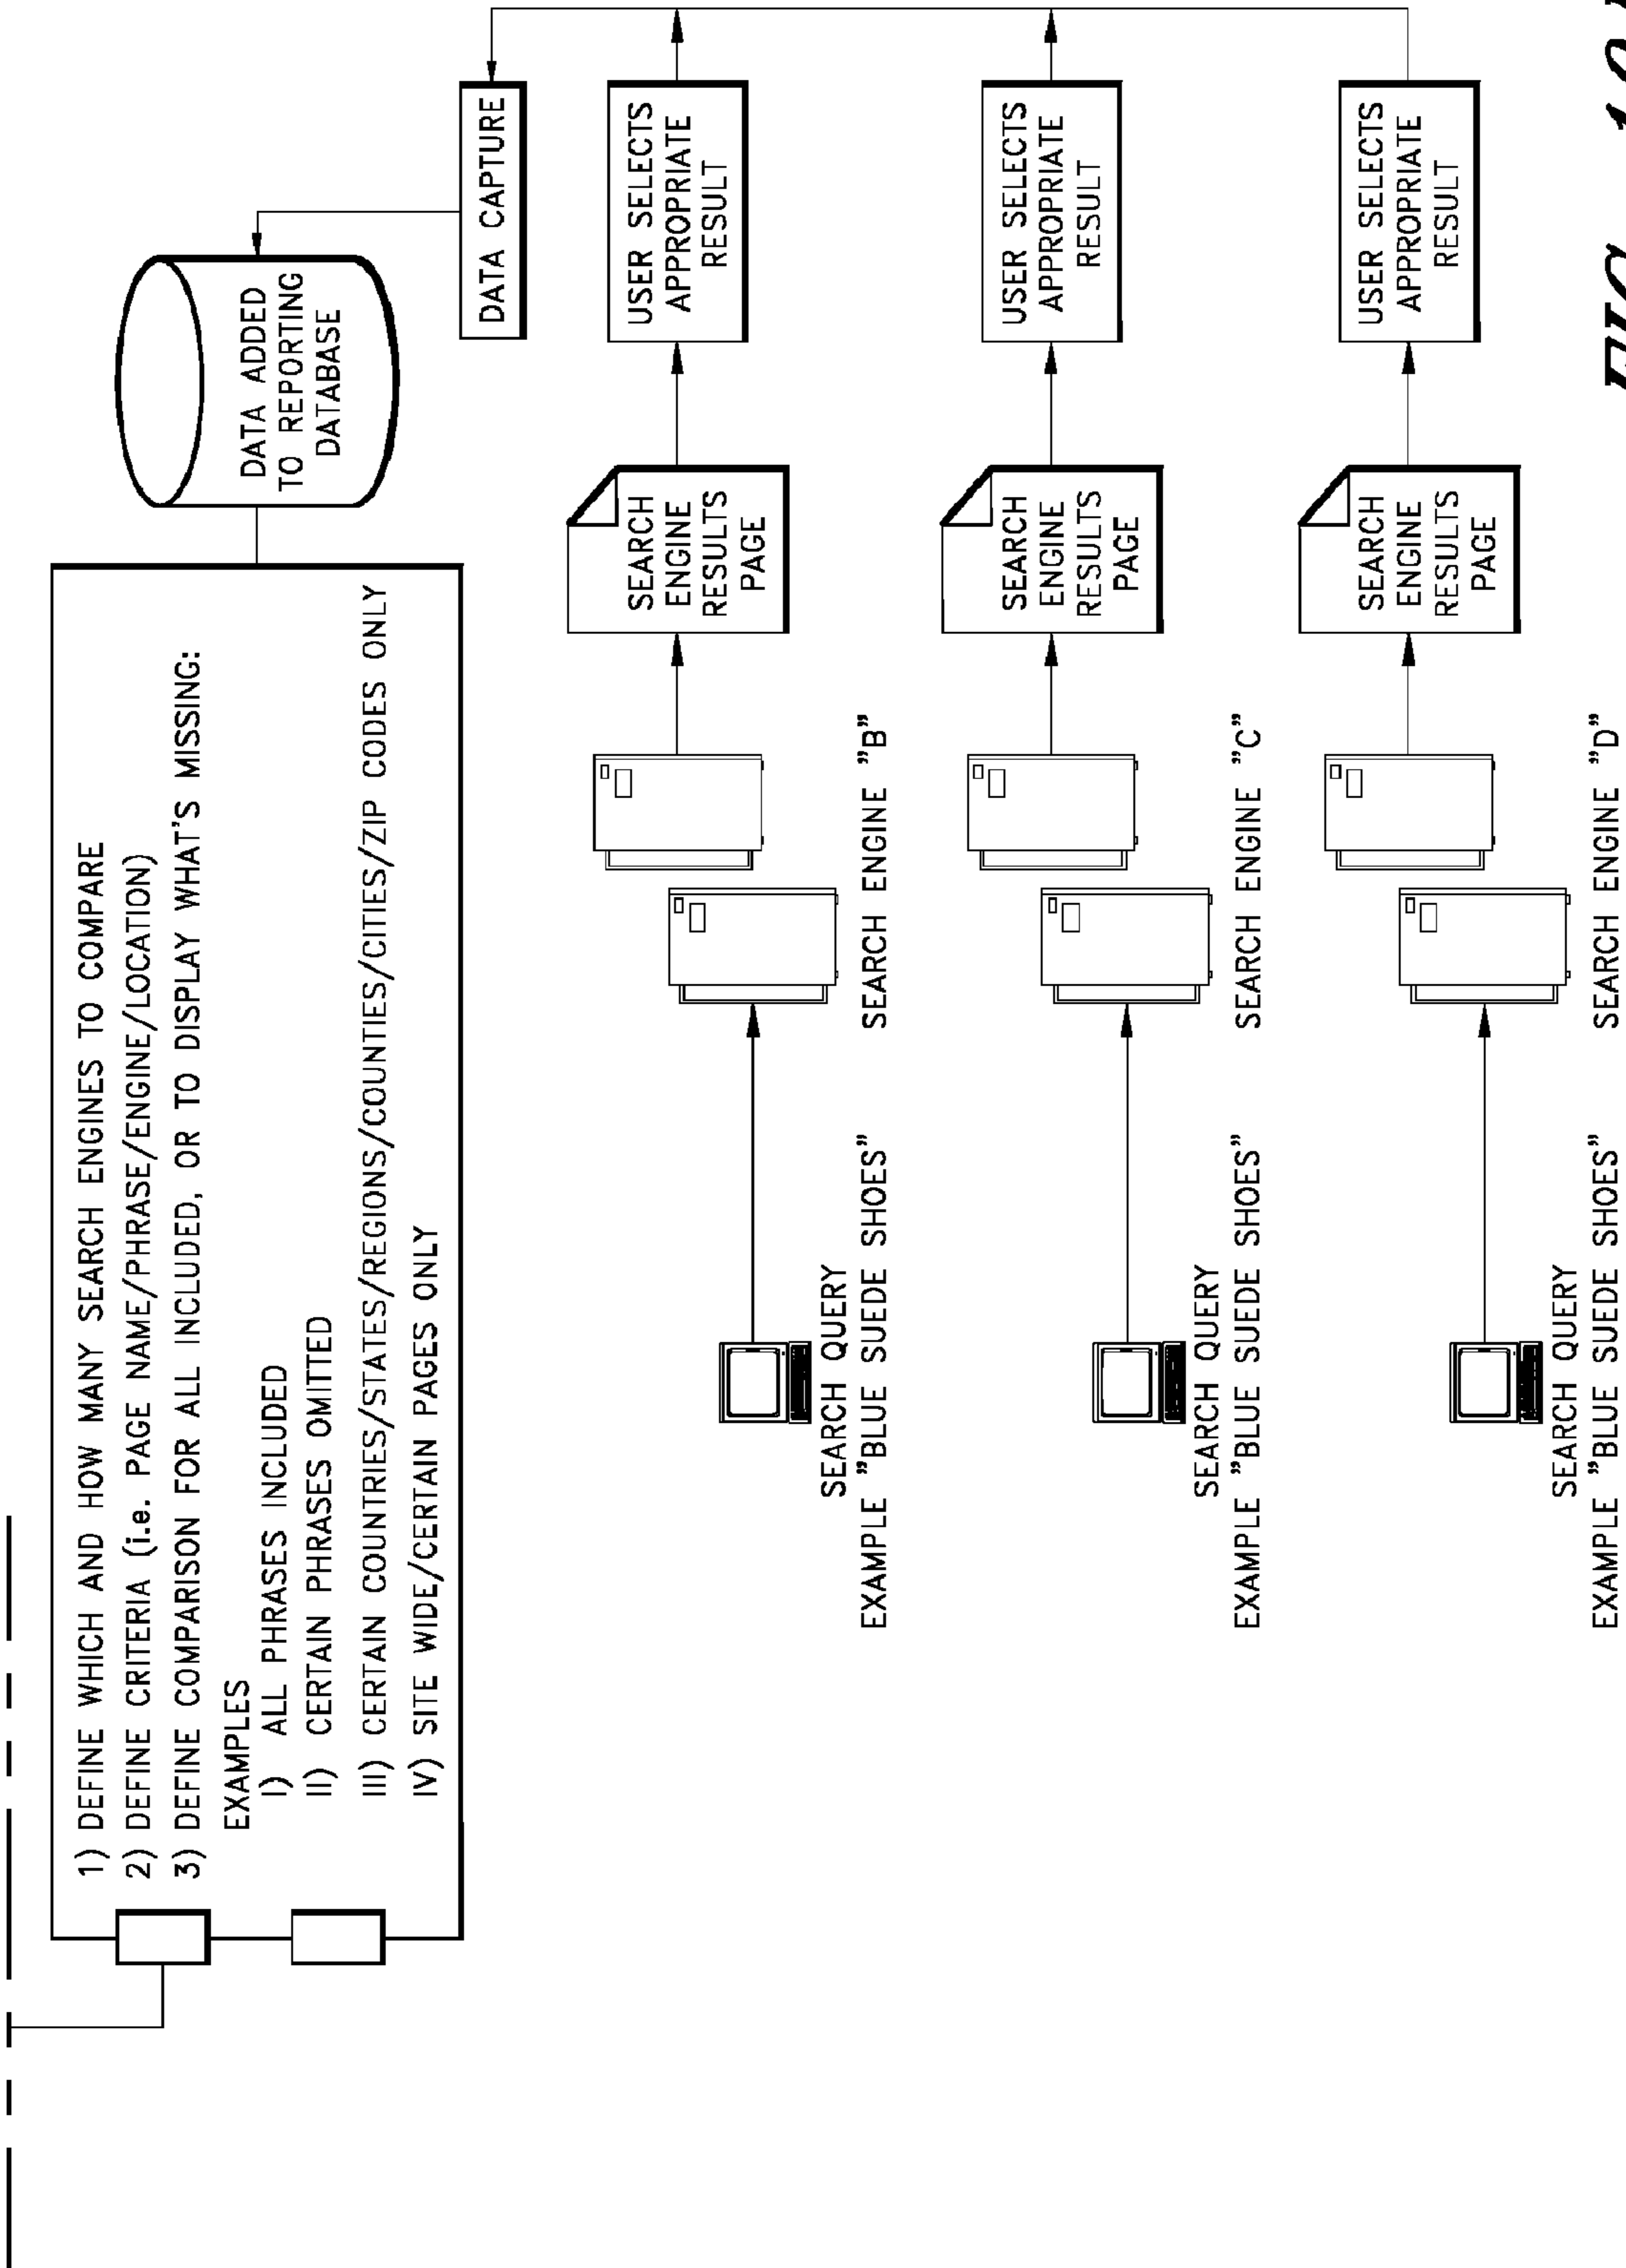 1) DEFINE WHICH AND HOW MANY SEARCH ENGINES TO COMPARE
2) DEFINE CRITERIA (i.e. PAGE NAME/PHRASE/ENGINE/LOCATION)
3) DEFINE COMPARISON FOR ALL INCLUDED, OR TO DISPLAY WHAT'S MISSING:
EXAMPLES
I) ALL PHRASES INCLUDED
II) CERTAIN PHRASES OMITTED
III) CERTAIN COUNTRIES/STATES/REGIONS/COUNTIES/CITIES/ZIP CODES ONLY
IV) SITE WIDE/CERTAIN PAGES ONLY
DATA ADDED
TO REPORTING
DATABASE
DATA CAPTURE
SEARCH QUERY
EXAMPLE "BLUE SUEDE SHOES"
SEARCH ENGINE "B"
SEARCH
ENGINE
RESULTS
PAGE
USER SELECTS
APPROPRIATE
RESULT
SEARCH QUERY
EXAMPLE "BLUE SUEDE SHOES"
SEARCH ENGINE "C"
SEARCH
ENGINE
RESULTS
PAGE
USER SELECTS
APPROPRIATE
RESULT
SEARCH QUERY
EXAMPLE "BLUE SUEDE SHOES"
SEARCH ENGINE "D"
SEARCH
ENGINE
RESULTS
PAGE
USER SELECTS
APPROPRIATE
RESULT